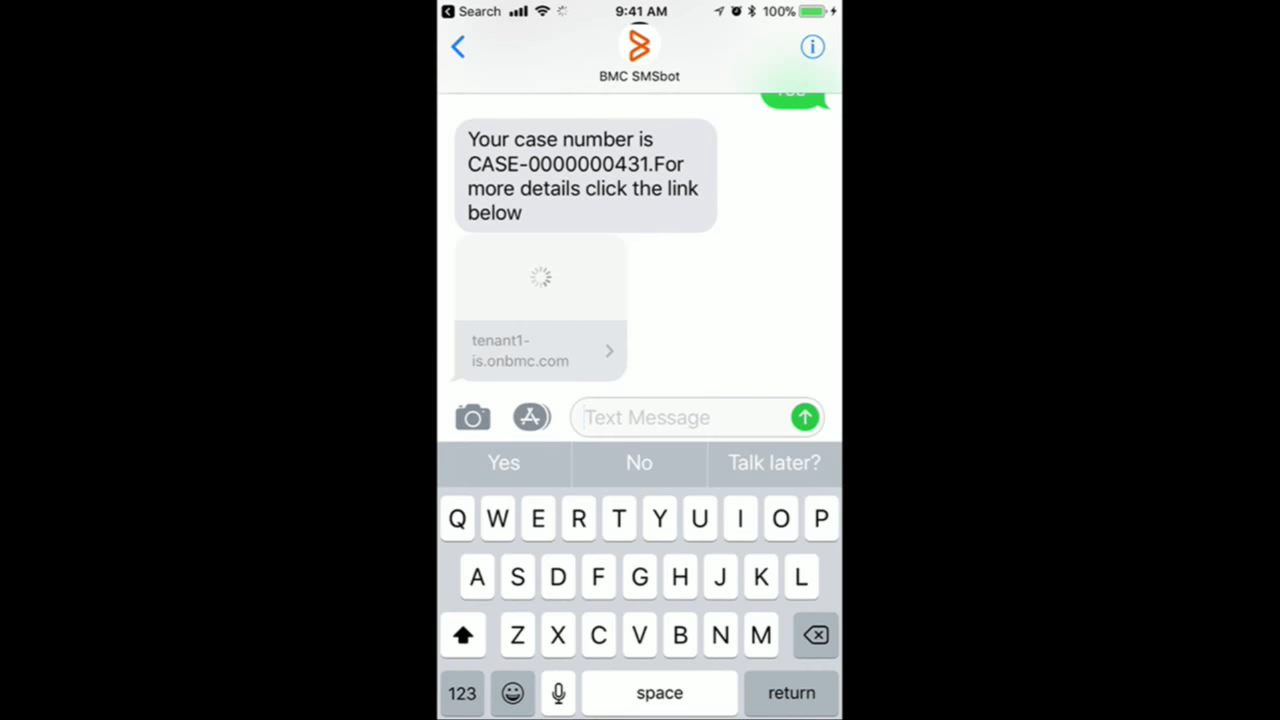 Search 9:41 AM 100%
BMC SMSbot
Yes
Your case number is
CASE-0000000431.For
more details click the link
below
tenant1-
is.onbmc.com
Text Message
Yes No Talk later?
Q W E R T Y U I O P
A S D F G H J K L
Z X C V B N M
123 space return